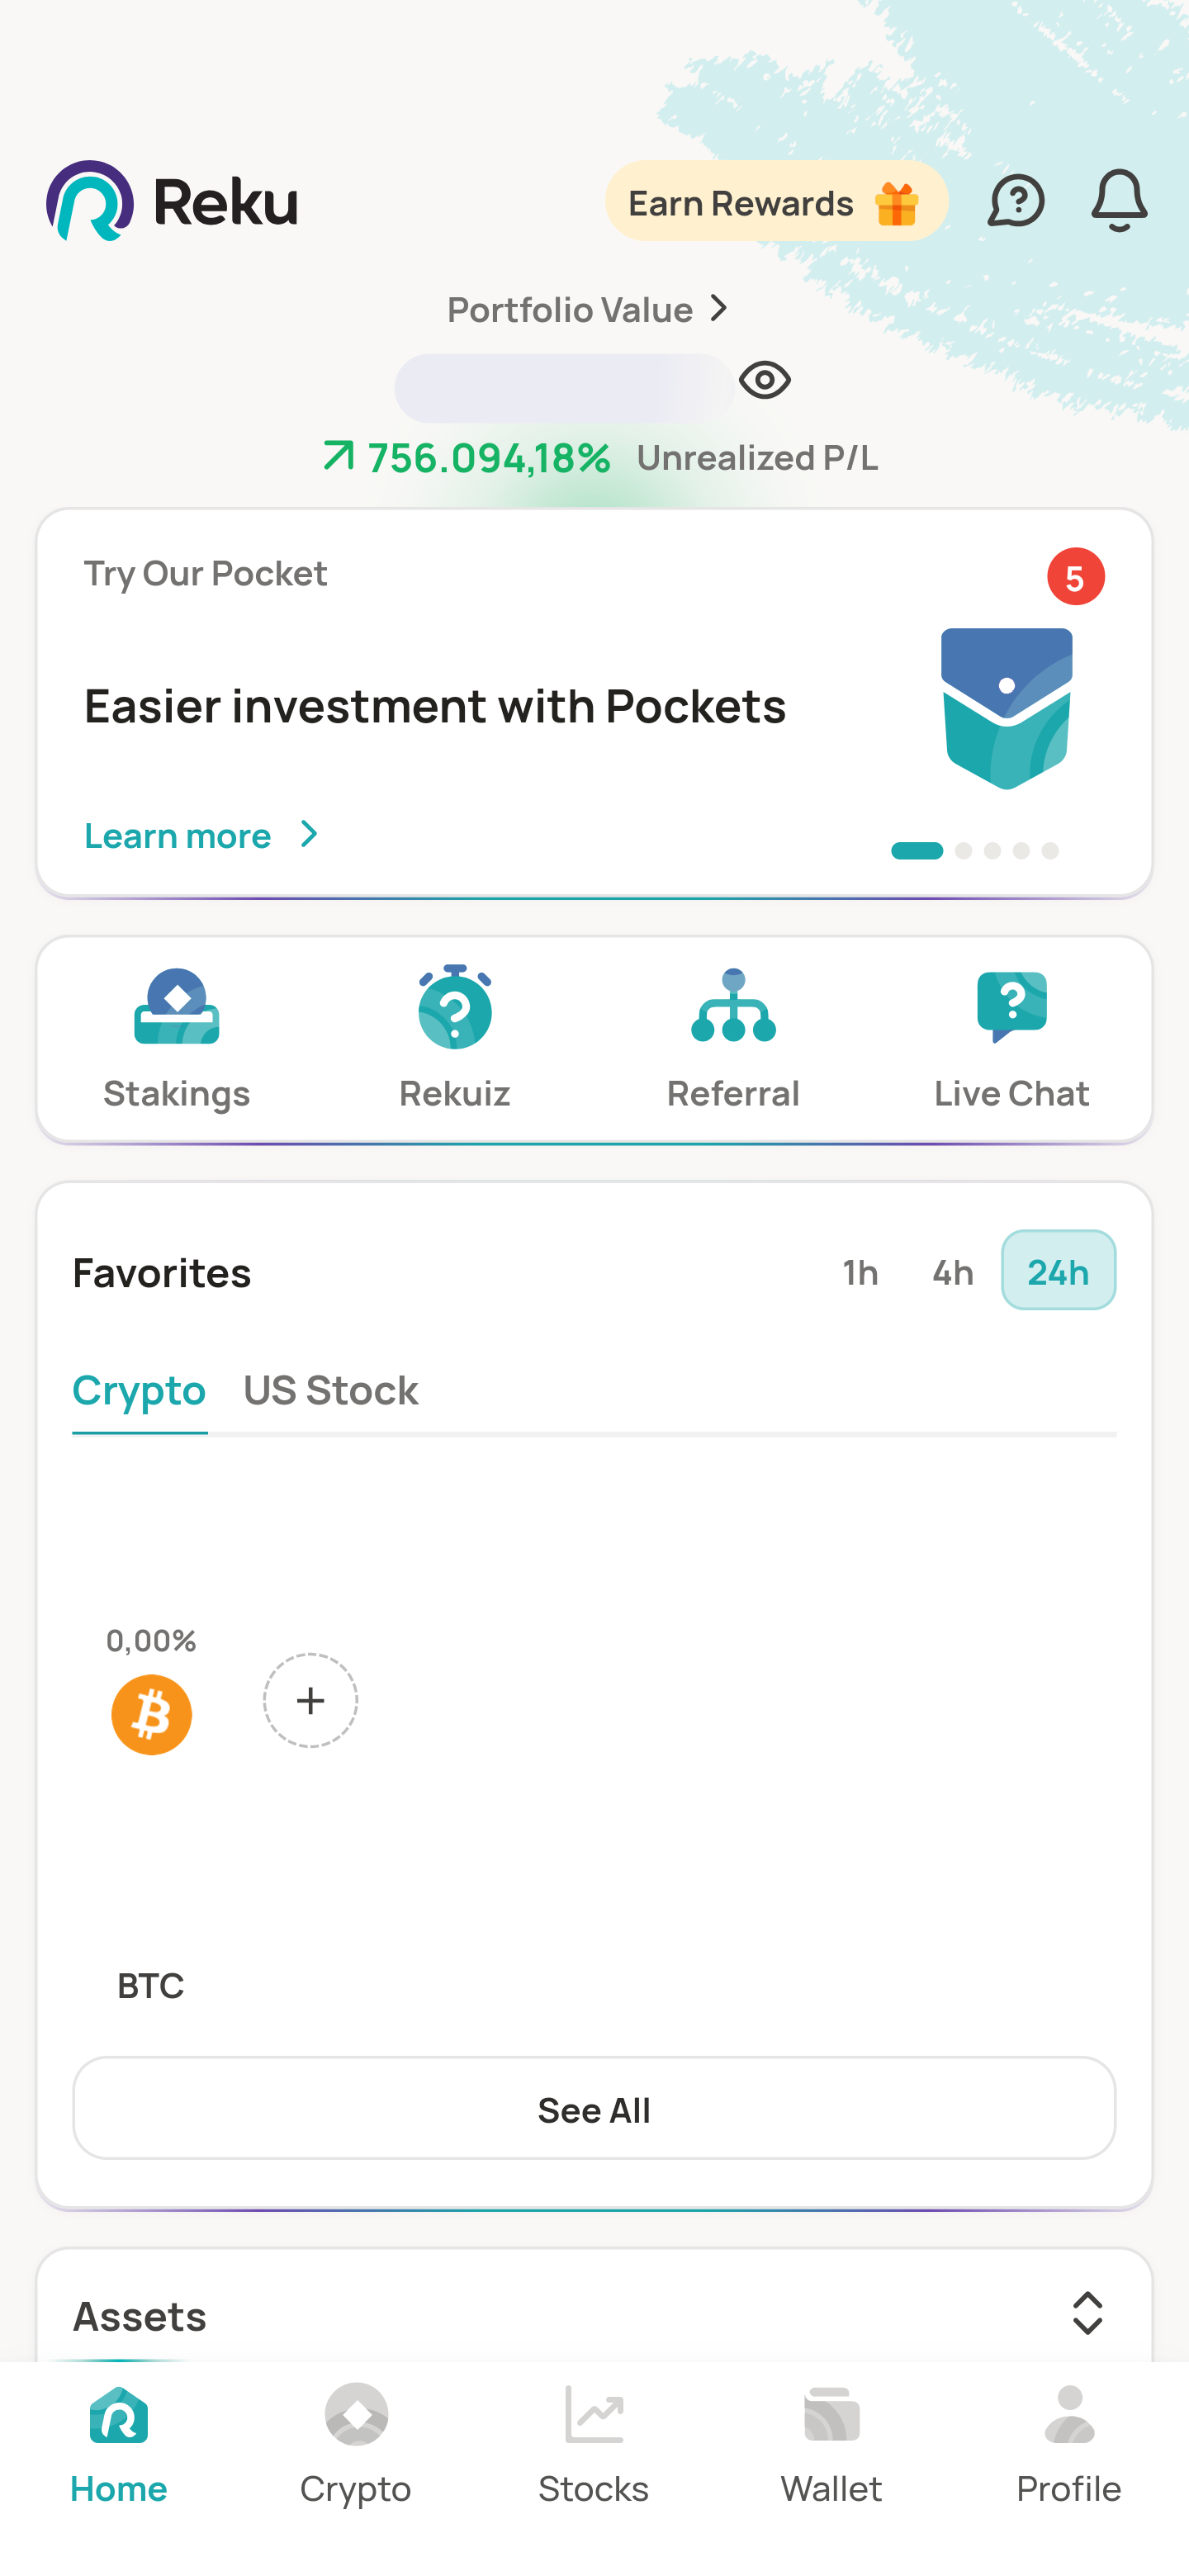 Reku
Earn Rewards
Portfolio Value
756.094,18% Unrealized P/L
Try Our Pocket
5
Easier investment with Pockets
Learn more
Stakings Rekuiz Referral Live Chat
Favorites 1h 4h 24h
Crypto US Stock
0,00%
BTC
See All
Assets
Home Crypto Stocks Wallet Profile